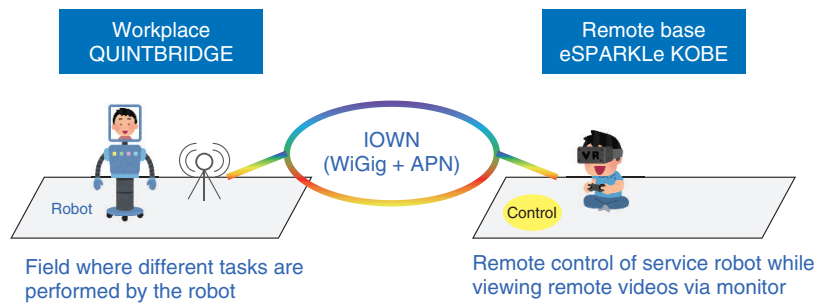 Workplace
QUINTBRIDGE
Remote base
eSPARKLe KOBE
IOWN
(WiGig + APN)
VR
Robot
Control
Field where different tasks are
performed by the robot
Remote control of service robot while
viewing remote videos via monitor